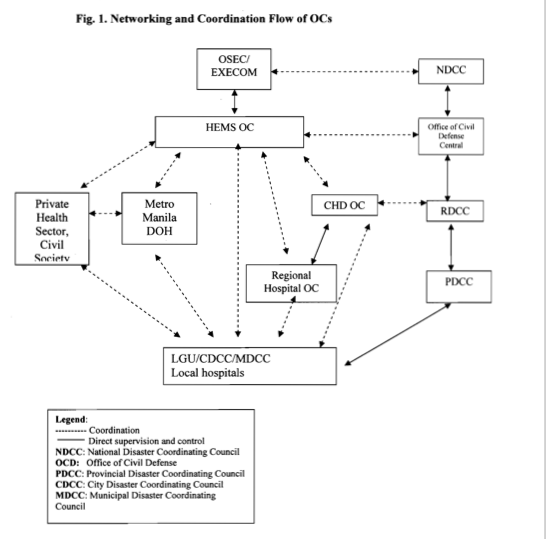 Fig. 1. Networking and Coordination Flow of OCs
OSEC/
EXECOM
NDCC
HEMS OC
Office of Civil
Defense
Central
Private
Health
Sector,
Civil
Society
Metro
Manila
DOH
CHD OC
RDCC
Regional
Hospital OC
PDCC
LGU/CDCC/MDCC
Local hospitals
Legend:
---------- Coordination
Direct supervision and control
NDCC: National Disaster Coordinating Council
OCD: Office of Civil Defense
PDCC: Provincial Disaster Coordinating Council
CDCC: City Disaster Coordinating Council
MDCC: Municipal Disaster Coordinating
Council